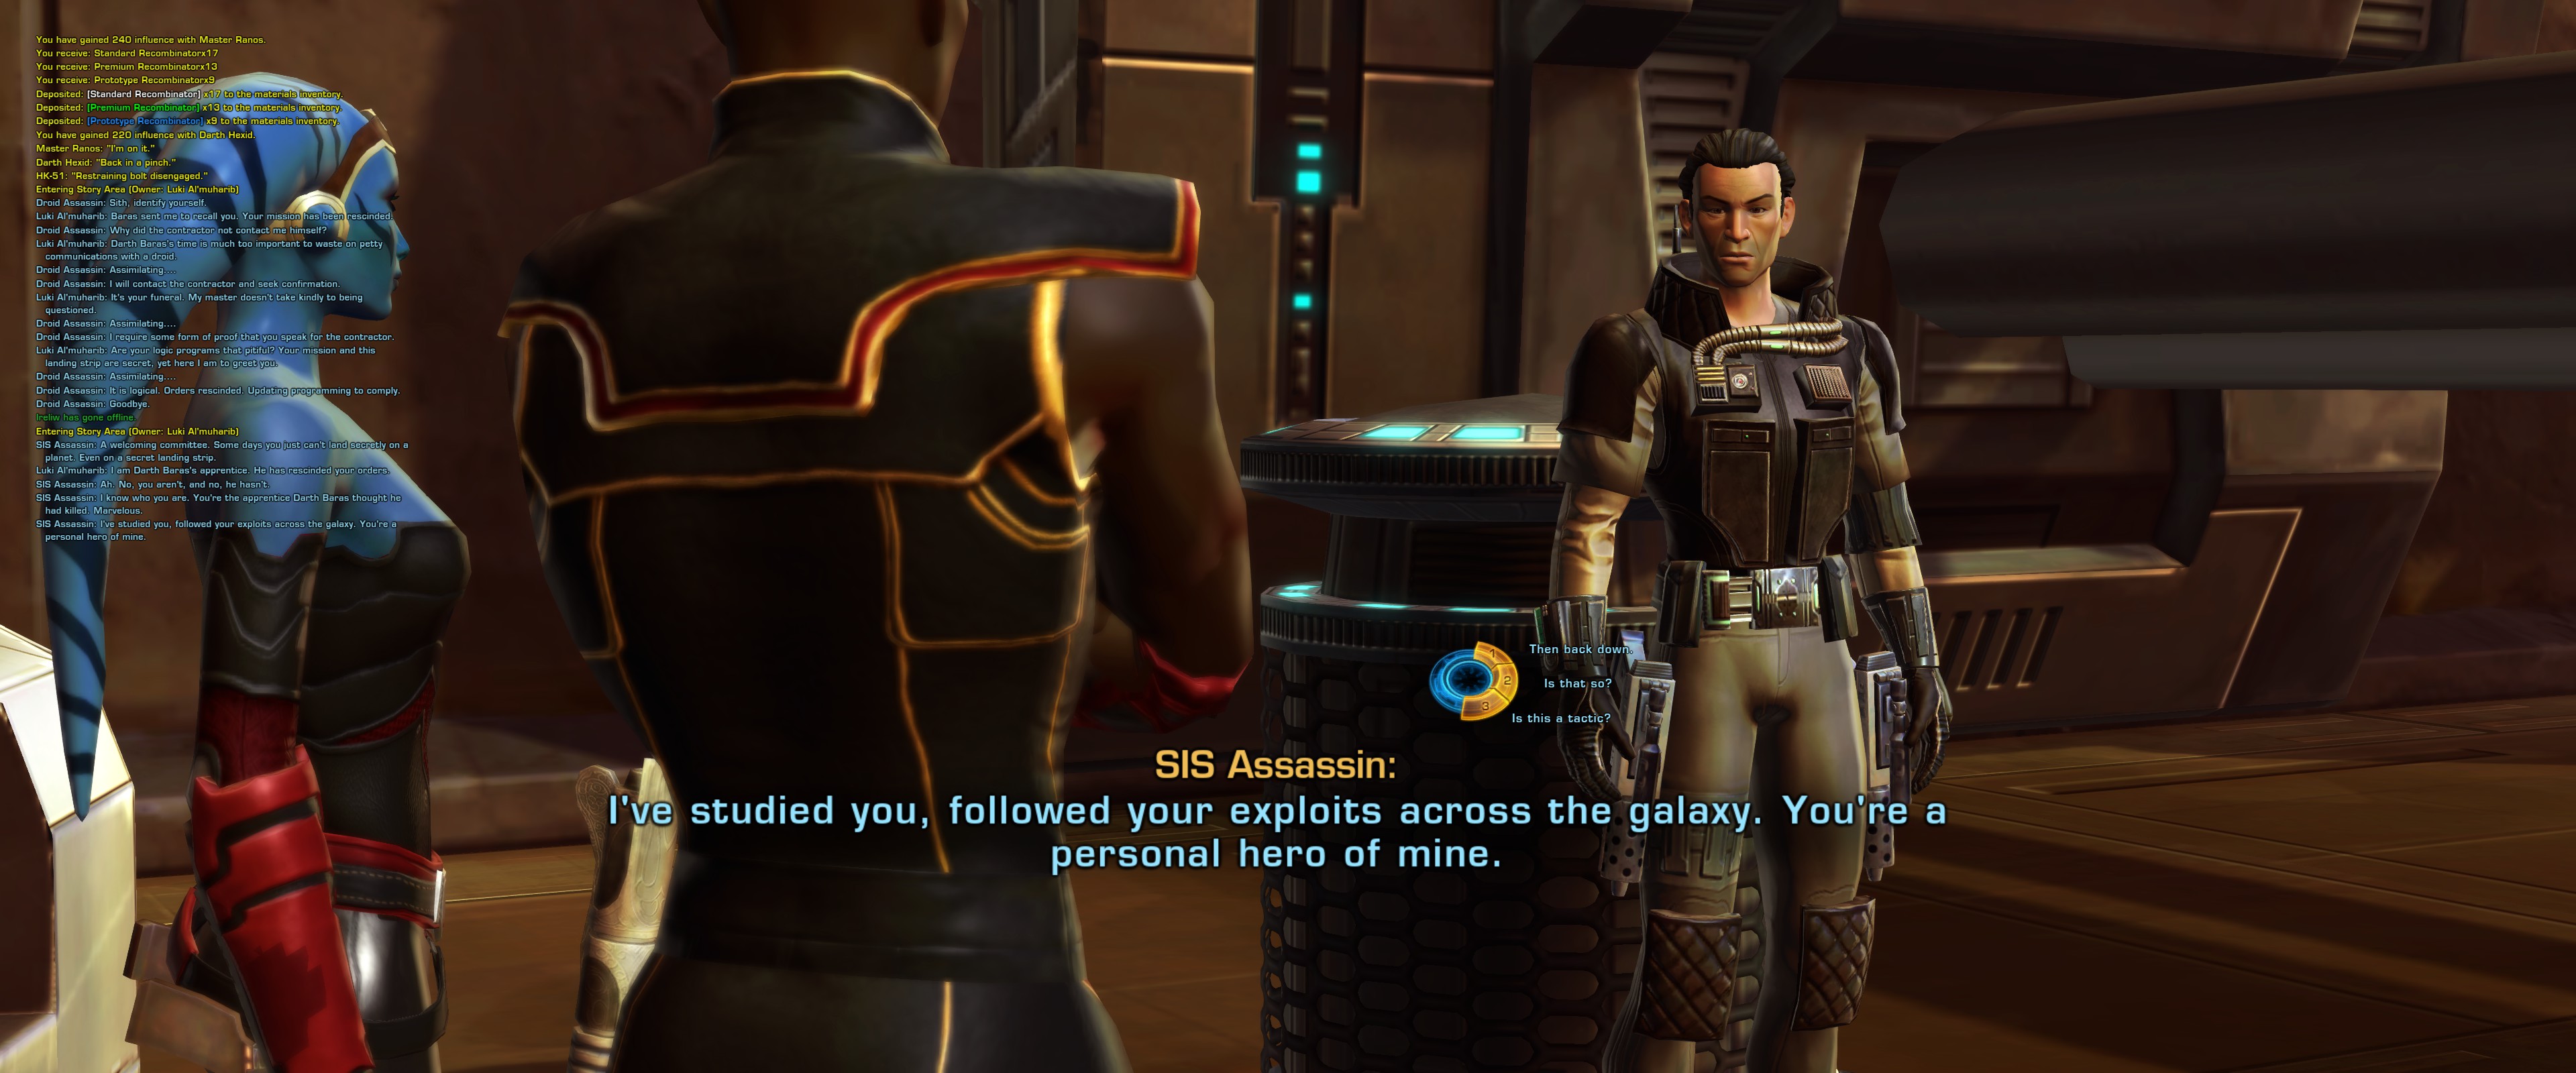 You have gained 240 influence with Master Ranos.
You receive: Standard Recombinatorx17
You receive: Premium Recombinatorx13
You receive: Prototype Recombinatorx9
Deposited: [Standard Recombinator] x17 to the materials inventory.
Deposited: [Premium Recombinator] x13 to the materials inventory.
Deposited: [Prototype Recombinator] x9 to the materials inventory.
You have gained 220 influence with Darth Hexid.
Master Ranos: "I'm on it."
Darth Hexid: "Back in a pinch."
HK-51: "Restraining bolt disengaged."
Entering Story Area (Owner: Luki Al'muharib)
Droid Assassin: Sith, identify yourself.
Luki Al'muharib: Baras sent me to recall you. Your mission has been rescinded
Droid Assassin: Why did the contractor not contact me himself?
Luki Al'muharib: Darth Baras's time is much too important to waste on petty
communications with a droid.
Droid Assassin: Assimilating....
Droid Assassin: I will contact the contractor and seek confirmation.
Luki Al'muharib: It's your funeral. My master doesn't take kindly to being
questioned.
Droid Assassin: Assimilating....
Droid Assassin: I require some form of proof that you speak for the contractor.
Luki Al'muharib: Are your logic programs that pitiful? Your mission and this
landing strip are secret, yet here I am to greet you.
Droid Assassin: Assimilating....
Droid Assassin: It is logical. Orders rescinded. Updating programming to comply.
Droid Assassin: Goodbye.
Ireliw has gone offline.
Entering Story Area (Owner: Luki Al'muharib)
SIS Assassin: A welcoming committee. Some days you just can't land secretly on a
planet. Even on a secret landing strip.
Luki Al'muharib: I am Darth Baras's apprentice. He has rescinded your orders.
SIS Assassin: Ah. No, you aren't, and no, he hasn't.
SIS Assassin: I know who you are. You're the apprentice Darth Baras thought he
had killed. Marvelous.
SIS Assassin: I've studied you, followed your exploits across the galaxy. You're a
personal hero of mine.
1 Then back down.
2 Is that so?
3 Is this a tactic?
SIS Assassin:
I've studied you, followed your exploits across the galaxy. You're a
personal hero of mine.